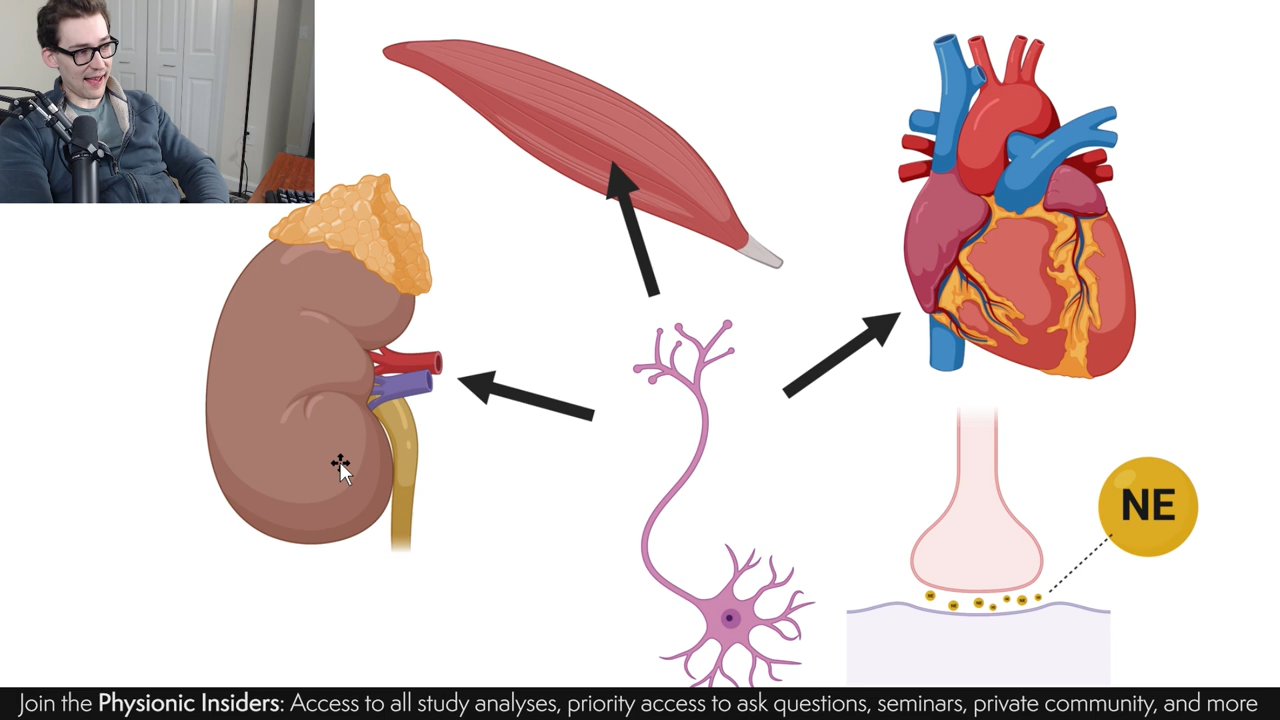 NE
Join the Physionic Insiders: Access to all study analyses, priority access to ask questions, seminars, private community, and more